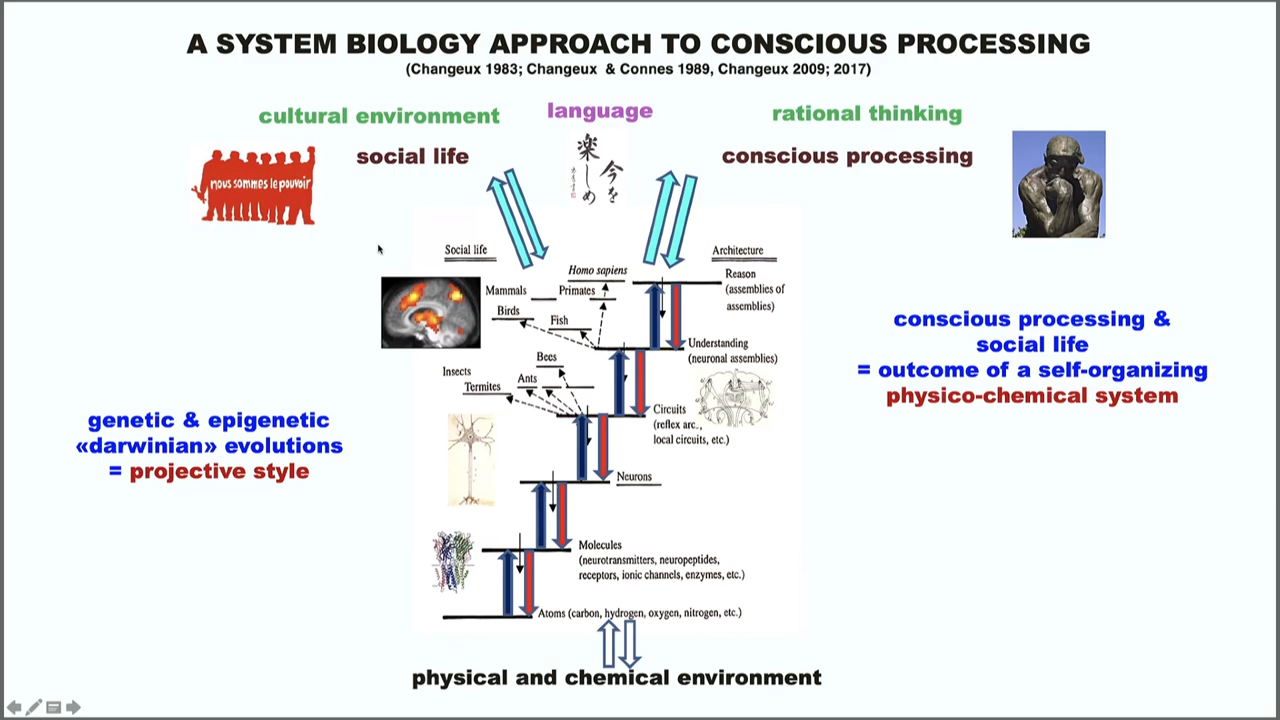 A SYSTEM BIOLOGY APPROACH TO CONSCIOUS PROCESSING
(Changeux 1983; Changeux & Connes 1989, Changeux 2009; 2017)
cultural environment
language
rational thinking
social life
conscious processing
nous sommes le pouvoir
今を
楽しめ
Social life
Architecture
Homo sapiens
Reason
(assemblies of
assemblies)
Mammals
Primates
Birds
Fish
Understanding
(neuronal assemblies)
Bees
Insects
Ants
Termites
Circuits
(reflex arc.,
local circuits, etc.)
Neurons
Molecules
(neurotransmitters, neuropeptides,
receptors, ionic channels, enzymes, etc.)
Atoms (carbon, hydrogen, oxygen, nitrogen, etc.)
genetic & epigenetic
«darwinian» evolutions
= projective style
conscious processing &
social life
= outcome of a self-organizing
physico-chemical system
physical and chemical environment